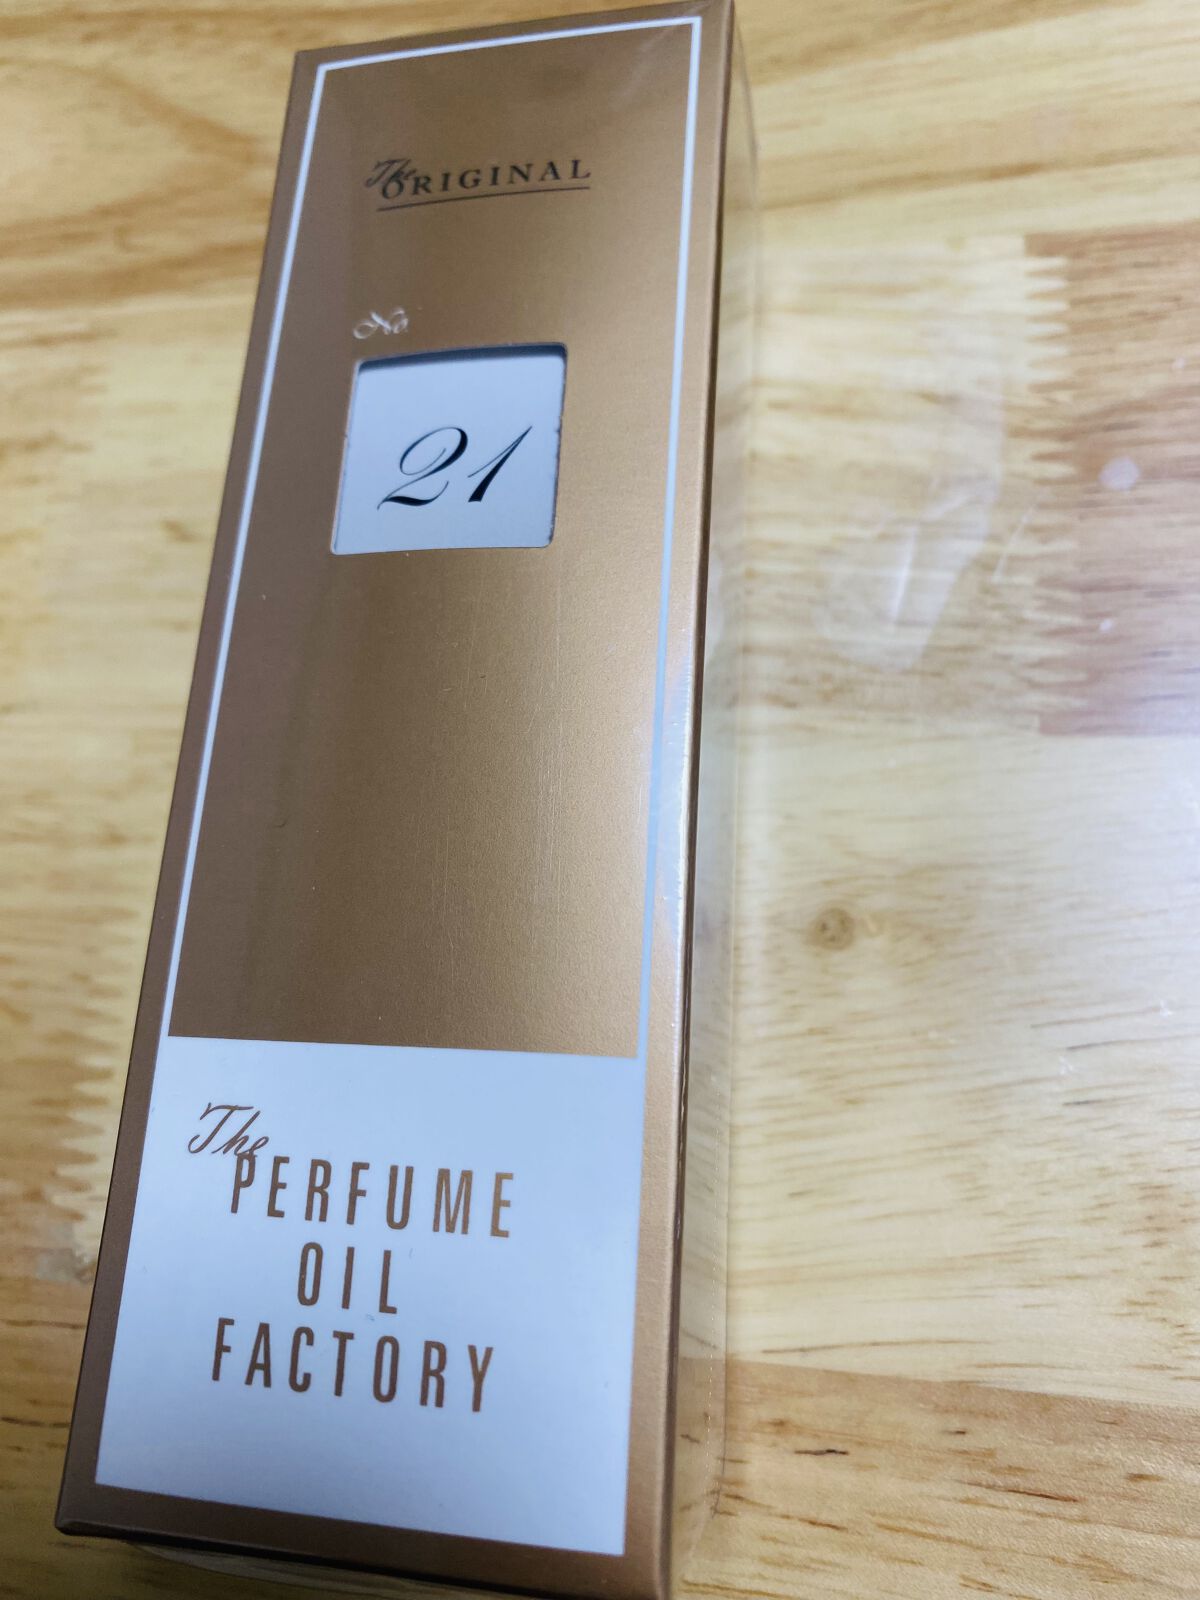 The ORIGINAL
No.
21
The
PERFUME
OIL
FACTORY